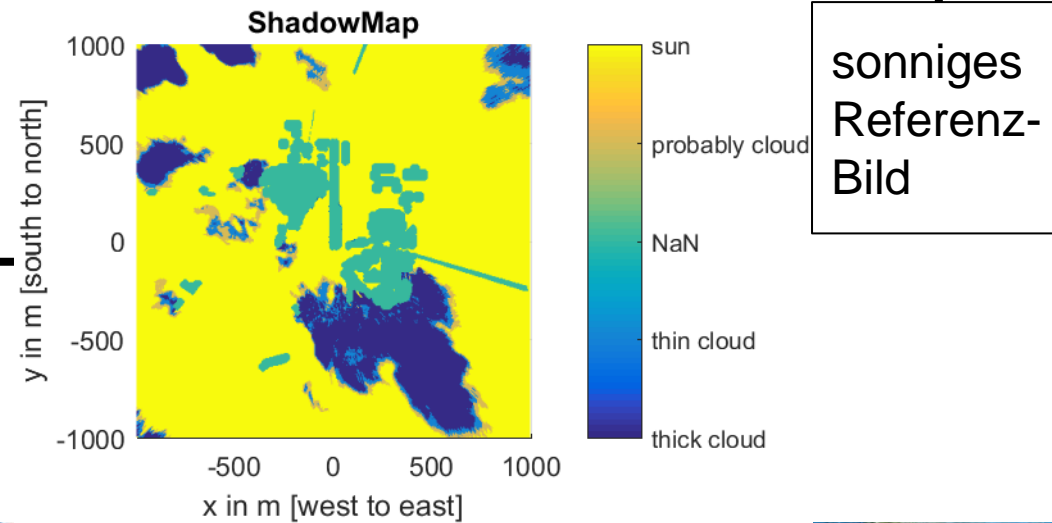 ShadowMap
1000
500
0
-500
-1000
y in m [south to north]
-500
0
500
1000
x in m [west to east]
sun
probably cloud
NaN
thin cloud
thick cloud
sonniges
Referenz-
Bild